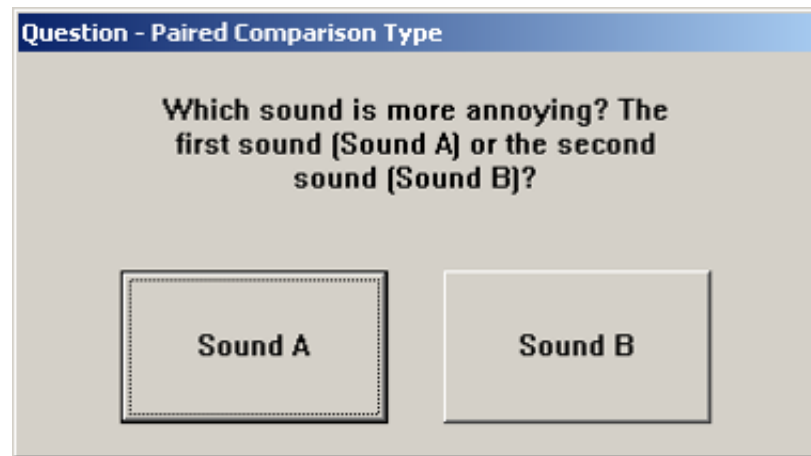 Question - Paired Comparison Type
Which sound is more annoying? The
first sound (Sound A) or the second
sound (Sound B)?
Sound A
Sound B